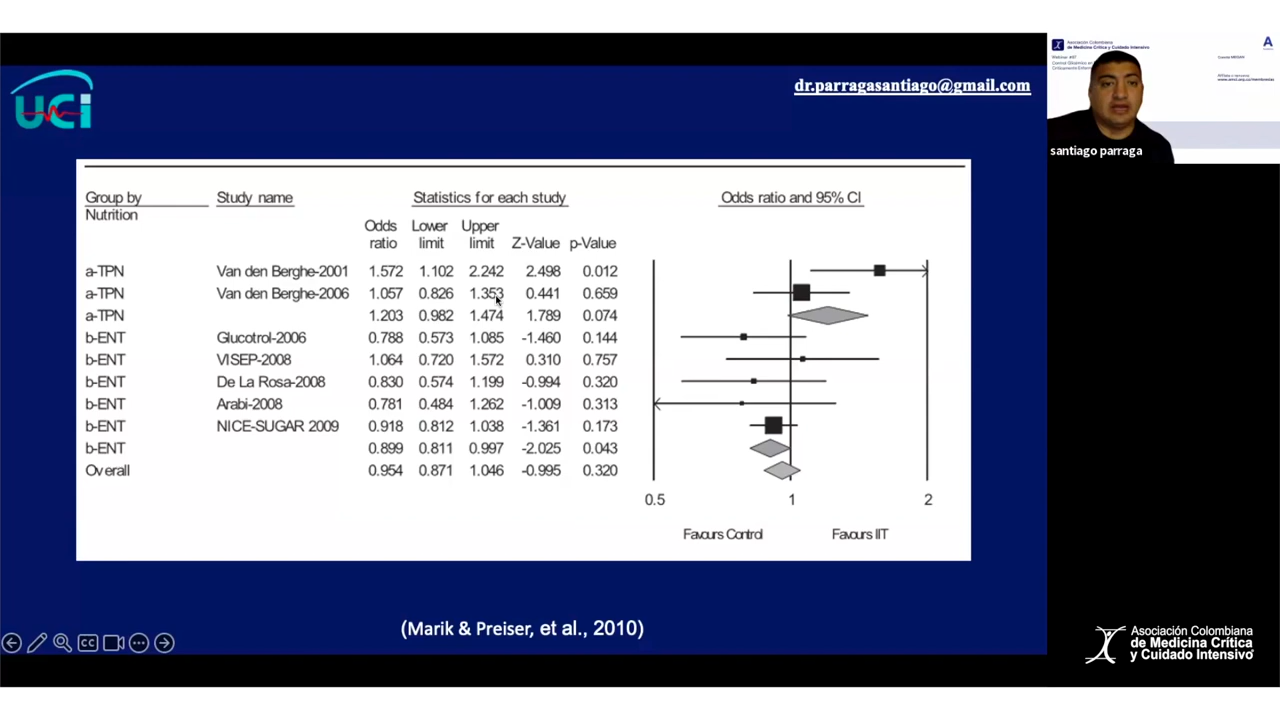 UCi
dr.parragasantiago@gmail.com
Group by Nutrition
Study name
Statistics for each study
Odds ratio and 95% CI
Odds ratio
Lower limit
Upper limit
Z-Value
p-Value
a-TPN Van den Berghe-2001 1.572 1.102 2.242 2.498 0.012
a-TPN Van den Berghe-2006 1.057 0.826 1.353 0.441 0.659
a-TPN 1.203 0.982 1.474 1.789 0.074
b-ENT Glucotrol-2006 0.788 0.573 1.085 -1.460 0.144
b-ENT VISEP-2008 1.064 0.720 1.572 0.310 0.757
b-ENT De La Rosa-2008 0.830 0.574 1.199 -0.994 0.320
b-ENT Arabi-2008 0.781 0.484 1.262 -1.009 0.313
b-ENT NICE-SUGAR 2009 0.918 0.812 1.038 -1.361 0.173
b-ENT 0.899 0.811 0.997 -2.025 0.043
Overall 0.954 0.871 1.046 -0.995 0.320
0.5 1 2
Favours Control Favours IIT
(Marik & Preiser, et al., 2010)
CC
Asociación Colombiana
de Medicina Crítica y Cuidado Intensivo
A
santiago parraga
Asociación Colombiana
de Medicina Crítica
y Cuidado Intensivo